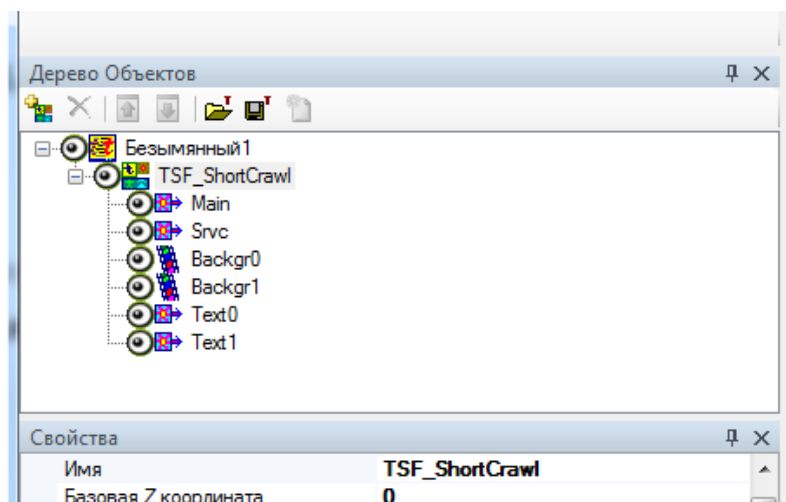 Дерево Объектов
Безымянный1
TSF_ShortCrawl
Main
Srvc
Backgr0
Backgr1
Text0
Text1
Свойства
Имя TSF_ShortCrawl
Базовая Z координата 0